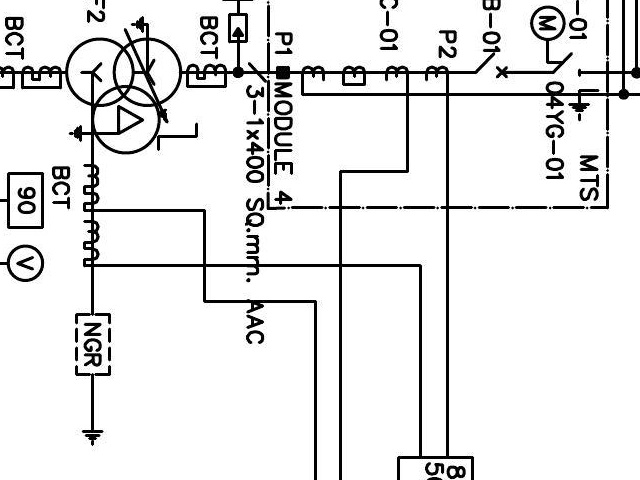 F2
BCT
BCT
P1
C-01
P2
B-01
M
-01
MODULE 4
3-1x400 SQ.mm. AAC
04YG-01
MTS
BCT
90
V
NGR
8
50